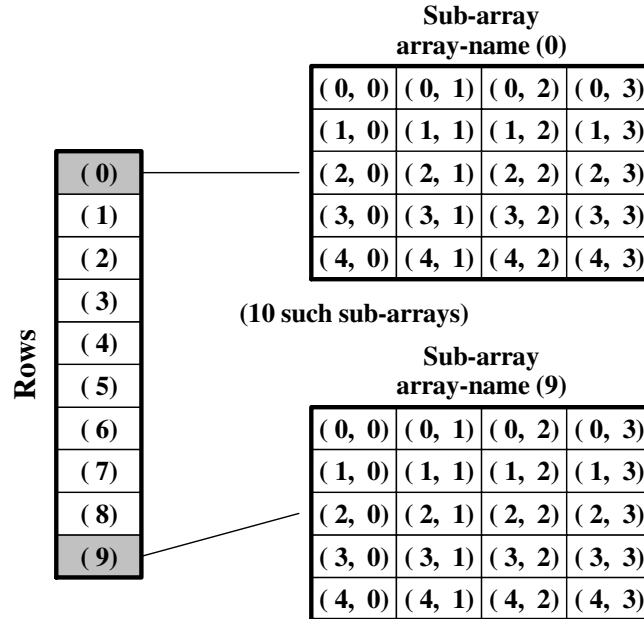 Sub-array
array-name (0)
( 0, 0) ( 0, 1) ( 0, 2) ( 0, 3)
( 1, 0) ( 1, 1) ( 1, 2) ( 1, 3)
( 2, 0) ( 2, 1) ( 2, 2) ( 2, 3)
( 3, 0) ( 3, 1) ( 3, 2) ( 3, 3)
( 4, 0) ( 4, 1) ( 4, 2) ( 4, 3)
Rows
( 0)
( 1)
( 2)
( 3)
( 4)
( 5)
( 6)
( 7)
( 8)
( 9)
(10 such sub-arrays)
Sub-array
array-name (9)
( 0, 0) ( 0, 1) ( 0, 2) ( 0, 3)
( 1, 0) ( 1, 1) ( 1, 2) ( 1, 3)
( 2, 0) ( 2, 1) ( 2, 2) ( 2, 3)
( 3, 0) ( 3, 1) ( 3, 2) ( 3, 3)
( 4, 0) ( 4, 1) ( 4, 2) ( 4, 3)